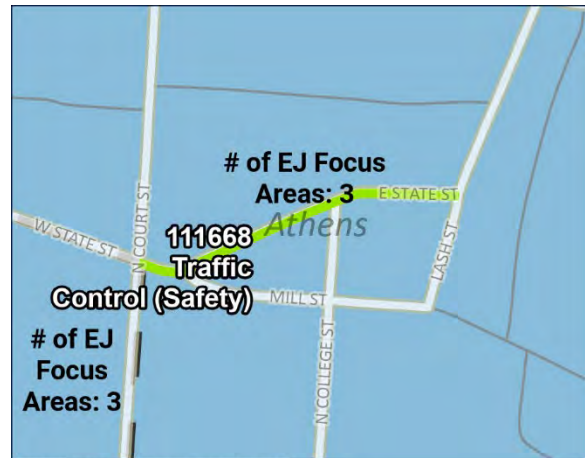 # of EJ Focus
Areas: 3
E STATE ST
Athens
N COURT ST
W STATE ST
111668
Traffic
Control (Safety)
MILL ST
LASH ST
N COLLEGE ST
# of EJ
Focus
Areas: 3